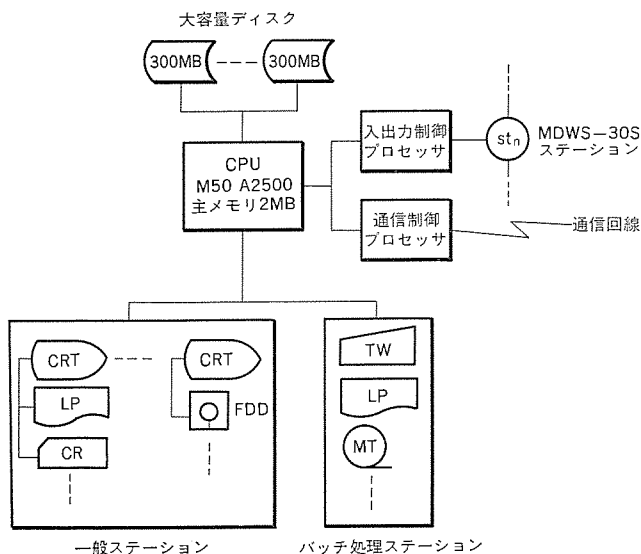 大容量ディスク
300MB
300MB
CPU
M50 A2500
主メモリ2MB
入出力制御
プロセッサ
stn
MDWS-30S
ステーション
通信制御
プロセッサ
通信回線
CRT
CRT
LP
FDD
CR
TW
LP
MT
一般ステーション
バッチ処理ステーション